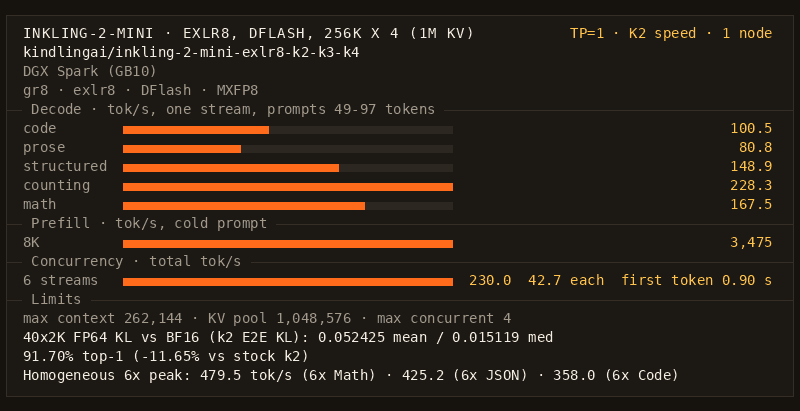 INKLING-2-MINI · EXLR8, DFLASH, 256K X 4 (1M KV) TP=1 · K2 speed · 1 node
kindlingai/inkling-2-mini-exlr8-k2-k3-k4
DGX Spark (GB10)
gr8 · exlr8 · DFlash · MXFP8
Decode · tok/s, one stream, prompts 49-97 tokens
code 100.5
prose 80.8
structured 148.9
counting 228.3
math 167.5
Prefill · tok/s, cold prompt
8K 3,475
Concurrency · total tok/s
6 streams 230.0 42.7 each first token 0.90 s
Limits
max context 262,144 · KV pool 1,048,576 · max concurrent 4
40x2K FP64 KL vs BF16 (k2 E2E KL): 0.052425 mean / 0.015119 med
91.70% top-1 (-11.65% vs stock k2)
Homogeneous 6x peak: 479.5 tok/s (6x Math) · 425.2 (6x JSON) · 358.0 (6x Code)